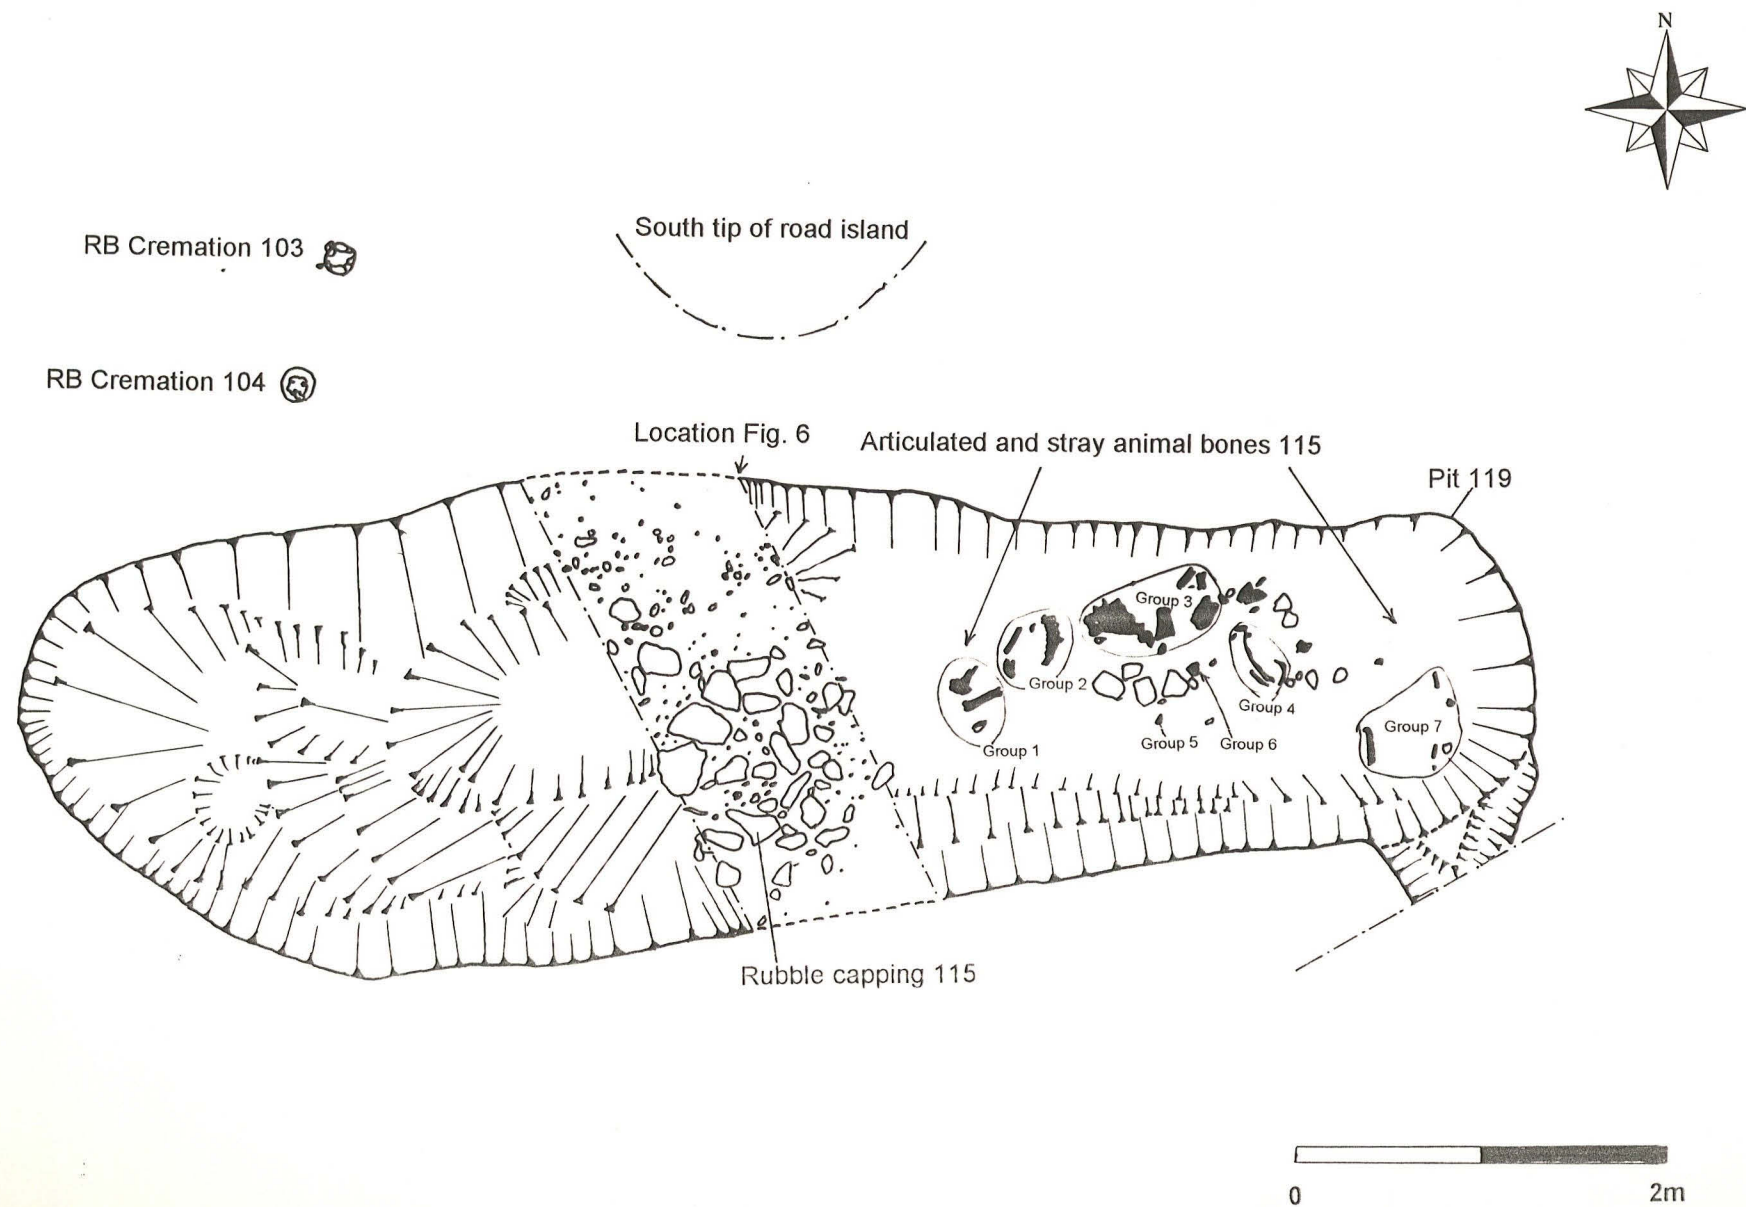 N
South tip of road island
RB Cremation 103
RB Cremation 104
Location Fig. 6
Articulated and stray animal bones 115
Pit 119
Group 3
Group 2
Group 4
Group 7
Group 1
Group 5
Group 6
Rubble capping 115
0
2m